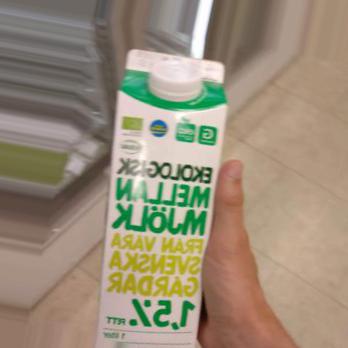 EKOLOGISK
MELLAN
MJÖLK
FRÅN VÅRA
SVENSKA
GÅRDAR
1,5% FETT
1 liter